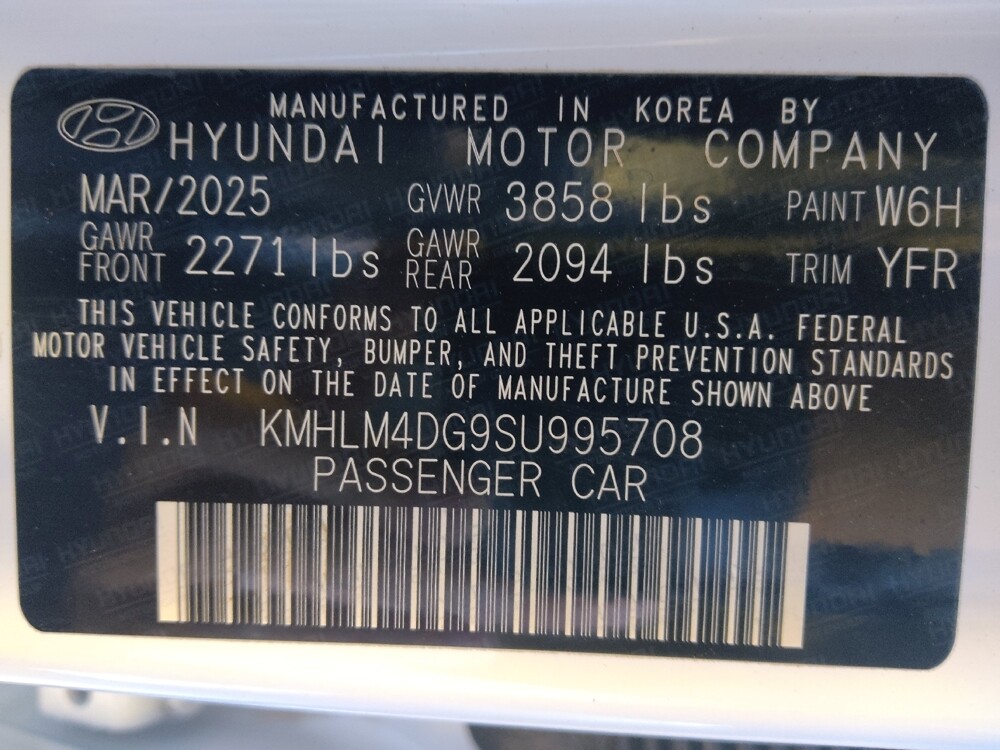 MANUFACTURED IN KOREA BY
HYUNDAI MOTOR COMPANY
MAR/2025 GVWR 3858 lbs PAINT W6H
GAWR FRONT 2271 lbs GAWR REAR 2094 lbs TRIM YFR
THIS VEHICLE CONFORMS TO ALL APPLICABLE U.S.A. FEDERAL
MOTOR VEHICLE SAFETY, BUMPER, AND THEFT PREVENTION STANDARDS
IN EFFECT ON THE DATE OF MANUFACTURE SHOWN ABOVE
V.I.N KMHLM4DG9SU995708
PASSENGER CAR